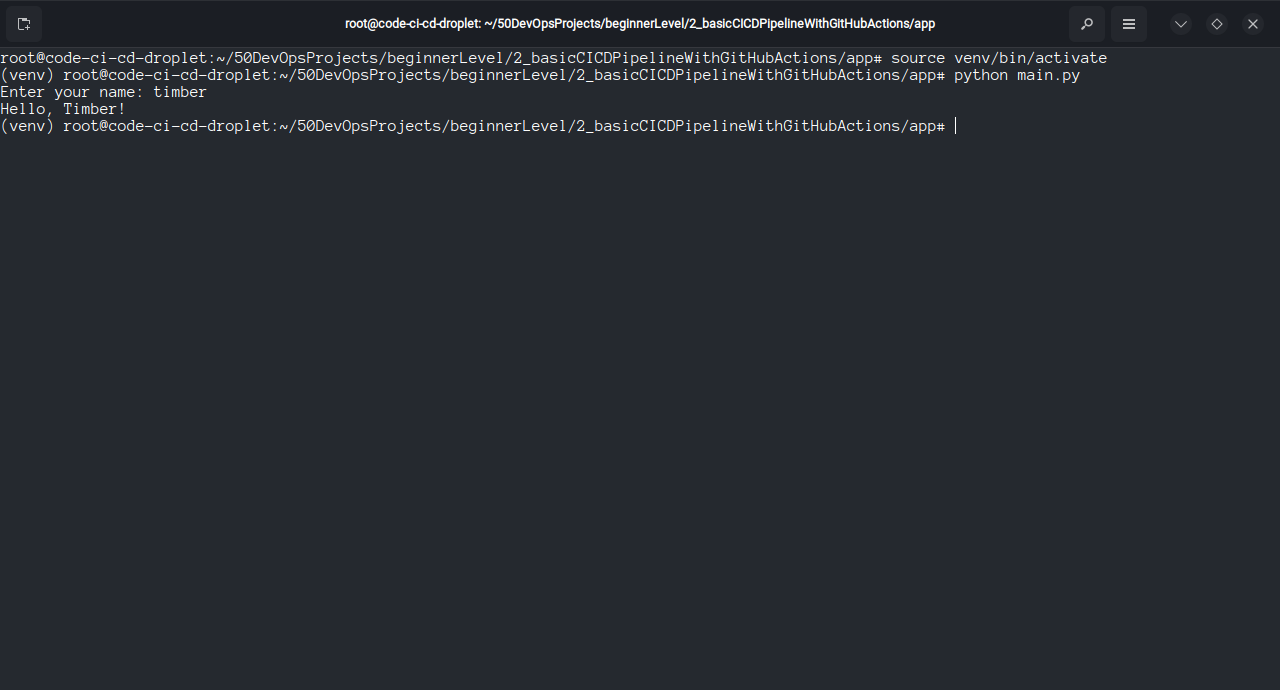 root@code-ci-cd-droplet: ~/50DevOpsProjects/beginnerLevel/2_basicCICDPipelineWithGitHubActions/app
root@code-ci-cd-droplet:~/50DevOpsProjects/beginnerLevel/2_basicCICDPipelineWithGitHubActions/app# source venv/bin/activate
(venv) root@code-ci-cd-droplet:~/50DevOpsProjects/beginnerLevel/2_basicCICDPipelineWithGitHubActions/app# python main.py
Enter your name: timber
Hello, Timber!
(venv) root@code-ci-cd-droplet:~/50DevOpsProjects/beginnerLevel/2_basicCICDPipelineWithGitHubActions/app#